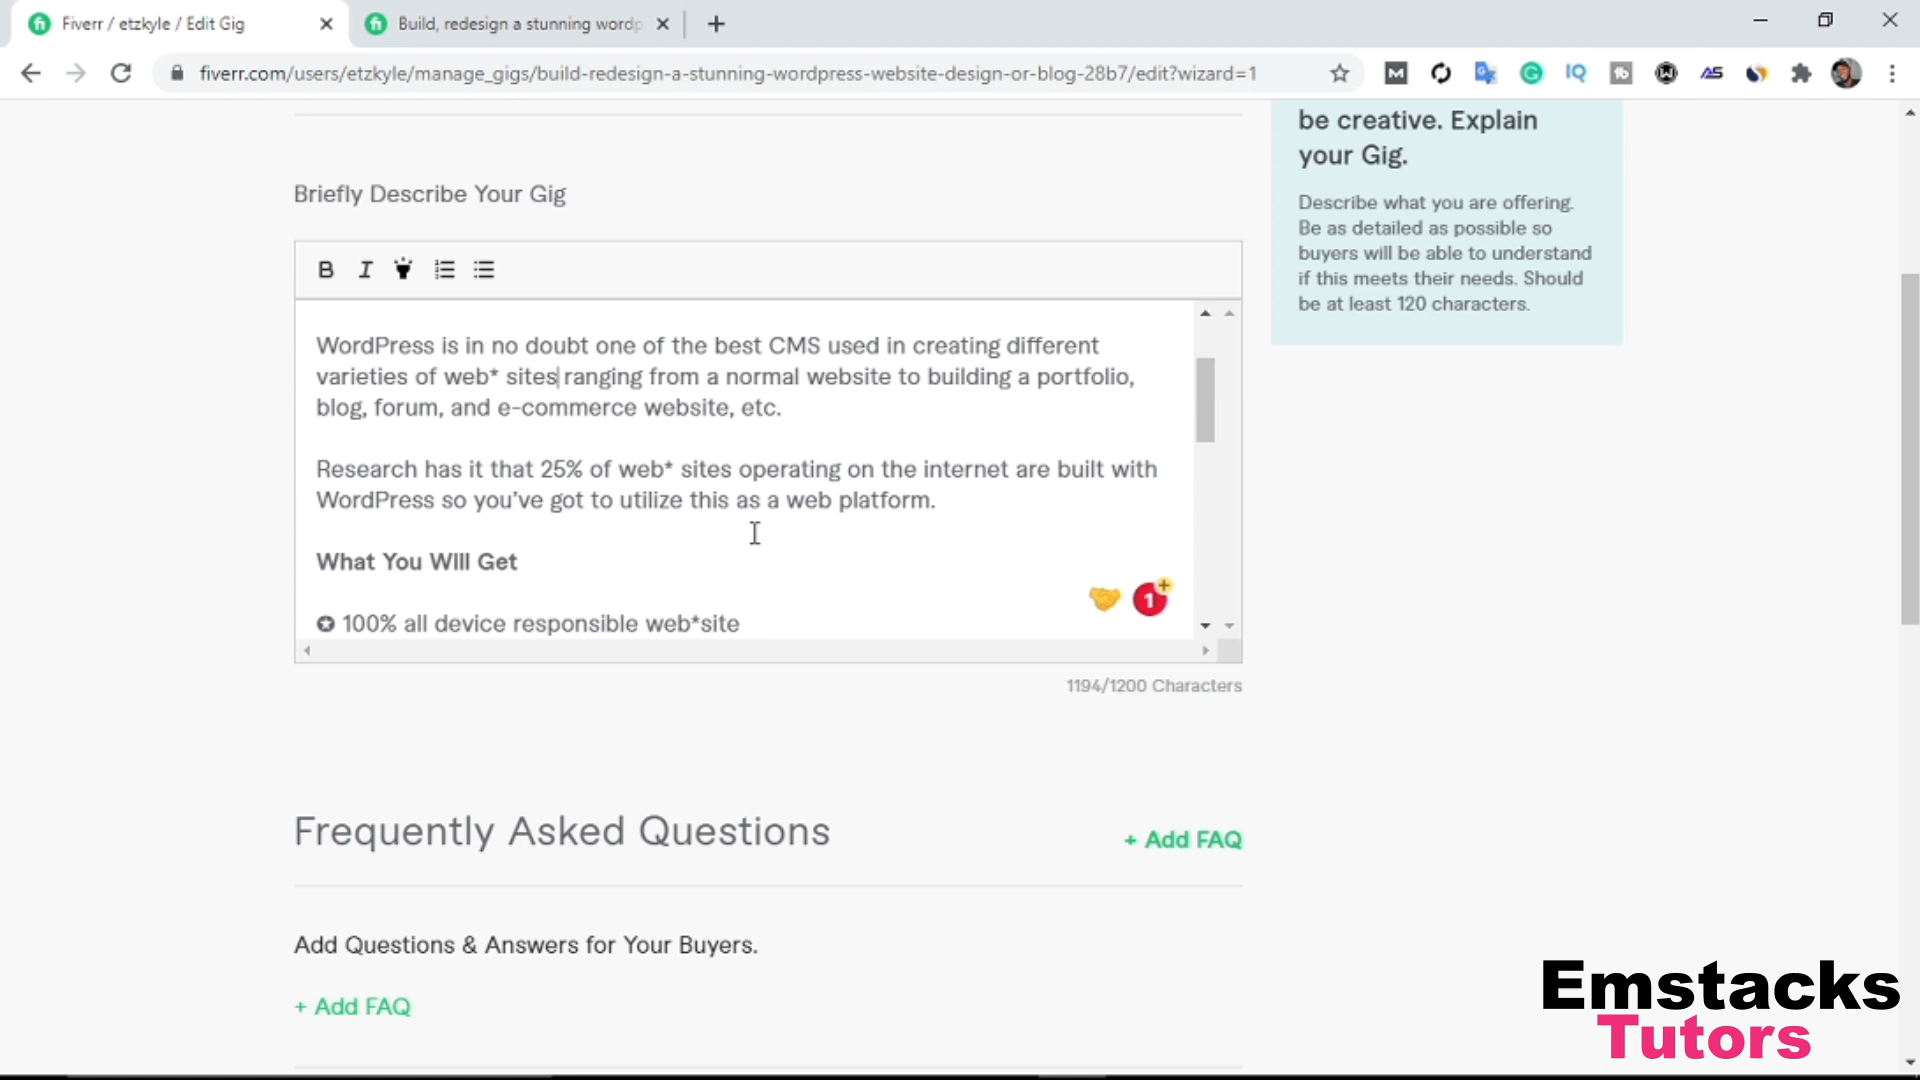 Fiverr / etzkyle / Edit Gig
Build, redesign a stunning wordp
fiverr.com/users/etzkyle/manage_gigs/build-redesign-a-stunning-wordpress-website-design-or-blog-28b7/edit?wizard=1
be creative. Explain
your Gig.
Describe what you are offering.
Be as detailed as possible so
buyers will be able to understand
if this meets their needs. Should
be at least 120 characters.
Briefly Describe Your Gig
B I
WordPress is in no doubt one of the best CMS used in creating different
varieties of web* sites ranging from a normal website to building a portfolio,
blog, forum, and e-commerce website, etc.
Research has it that 25% of web* sites operating on the internet are built with
WordPress so you've got to utilize this as a web platform.
What You WIll Get
✪ 100% all device responsible web*site
1
1194/1200 Characters
Frequently Asked Questions
+ Add FAQ
Add Questions & Answers for Your Buyers.
+ Add FAQ
Emstacks
Tutors